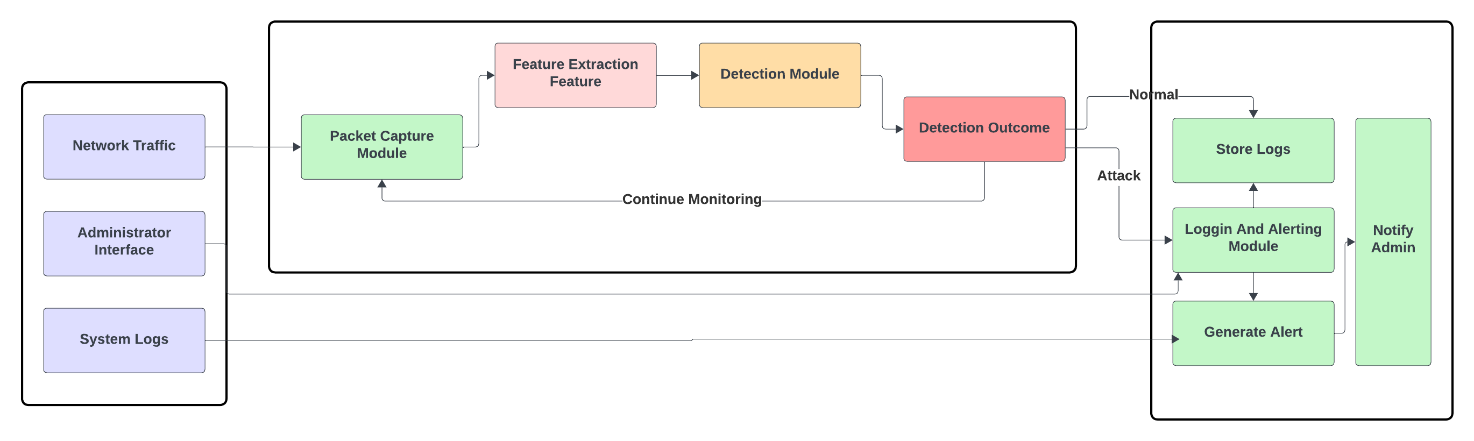 Network Traffic
Administrator
Interface
System Logs
Packet Capture
Module
Feature Extraction
Feature
Detection Module
Detection Outcome
Continue Monitoring
Normal
Attack
Store Logs
Loggin And Alerting
Module
Generate Alert
Notify
Admin